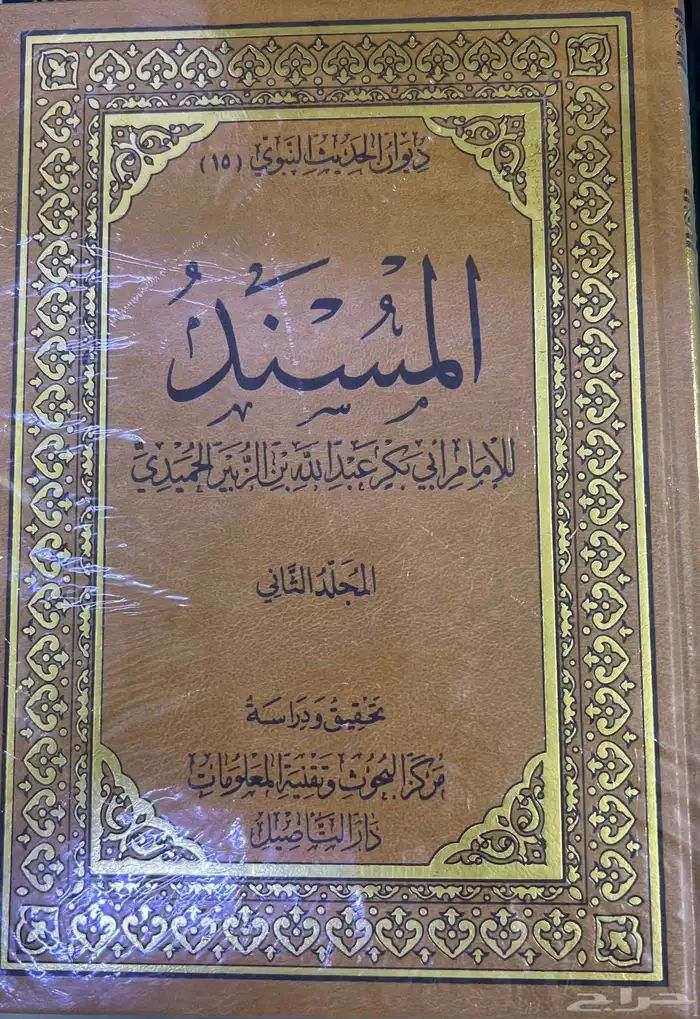 ديوان الحديث النبوي (١٥)
المُسْنَدُ
للإمام أبي بكر عبد الله بن الزبير الحميدي
المجلد الثاني
تحقيق ودراسة
مركز البحوث وتقنية المعلومات
دار التأصيل
حراج